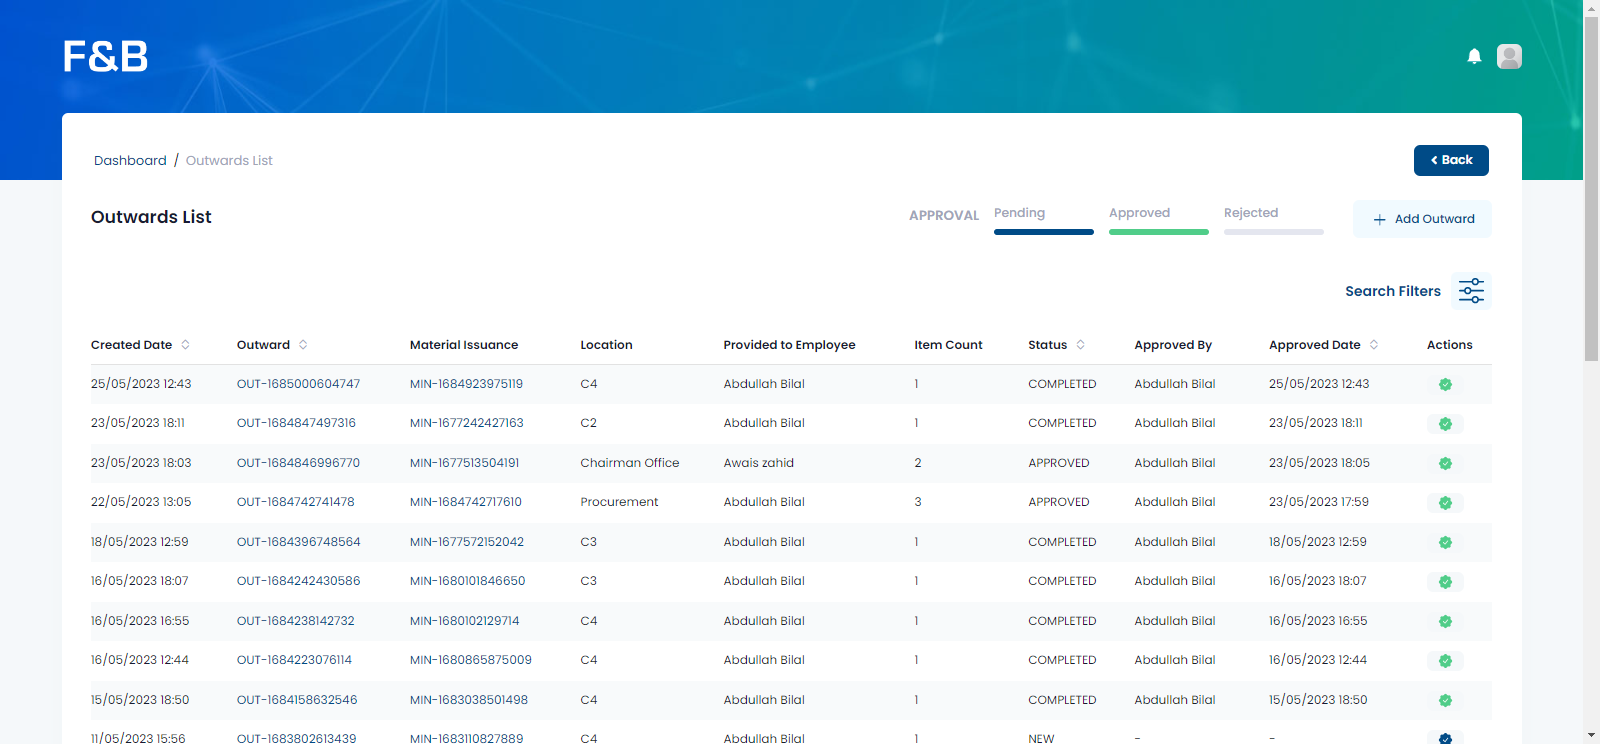 F&B
Dashboard / Outwards List
Back
Outwards List
APPROVAL Pending Approved Rejected
Add Outward
Search Filters
Created Date Outward Material Issuance Location Provided to Employee Item Count Status Approved By Approved Date Actions
25/05/2023 12:43 OUT-1685000604747 MIN-1684923975119 C4 Abdullah Bilal 1 COMPLETED Abdullah Bilal 25/05/2023 12:43
23/05/2023 18:11 OUT-1684847497316 MIN-1677242427163 C2 Abdullah Bilal 1 COMPLETED Abdullah Bilal 23/05/2023 18:11
23/05/2023 18:03 OUT-1684846996770 MIN-1677513504191 Chairman Office Awais zahid 2 APPROVED Abdullah Bilal 23/05/2023 18:05
22/05/2023 13:05 OUT-1684742741478 MIN-1684742717610 Procurement Abdullah Bilal 3 APPROVED Abdullah Bilal 23/05/2023 17:59
18/05/2023 12:59 OUT-1684396748564 MIN-1677572152042 C3 Abdullah Bilal 1 COMPLETED Abdullah Bilal 18/05/2023 12:59
16/05/2023 18:07 OUT-1684242430586 MIN-1680101846650 C3 Abdullah Bilal 1 COMPLETED Abdullah Bilal 16/05/2023 18:07
16/05/2023 16:55 OUT-1684238142732 MIN-1680102129714 C4 Abdullah Bilal 1 COMPLETED Abdullah Bilal 16/05/2023 16:55
16/05/2023 12:44 OUT-1684223076114 MIN-1680865875009 C4 Abdullah Bilal 1 COMPLETED Abdullah Bilal 16/05/2023 12:44
15/05/2023 18:50 OUT-1684158632546 MIN-1683038501498 C4 Abdullah Bilal 1 COMPLETED Abdullah Bilal 15/05/2023 18:50
11/05/2023 15:56 OUT-1683802613439 MIN-1683110827889 C4 Abdullah Bilal 1 NEW - -